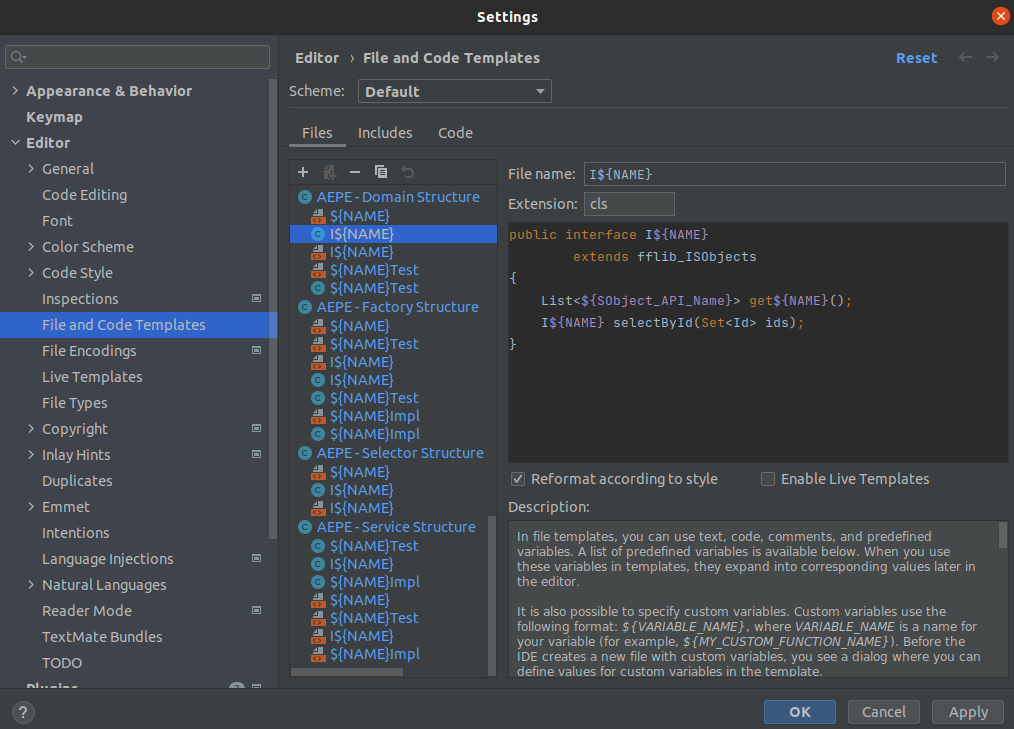 Settings
Appearance & Behavior
Keymap
Editor
General
Code Editing
Font
Color Scheme
Code Style
Inspections
File and Code Templates
File Encodings
Live Templates
File Types
Copyright
Inlay Hints
Duplicates
Emmet
Intentions
Language Injections
Natural Languages
Reader Mode
TextMate Bundles
TODO
Plugins
Editor › File and Code Templates
Reset
Scheme: Default
Files Includes Code
AEPE - Domain Structure
${NAME}
I${NAME}
I${NAME}
${NAME}Test
${NAME}Test
AEPE - Factory Structure
${NAME}
${NAME}Test
I${NAME}
I${NAME}
${NAME}Test
${NAME}Impl
${NAME}Impl
AEPE - Selector Structure
${NAME}
I${NAME}
I${NAME}
AEPE - Service Structure
${NAME}Test
I${NAME}
${NAME}Impl
${NAME}
${NAME}Test
I${NAME}
${NAME}Impl
File name: I${NAME}
Extension: cls
public interface I${NAME}
extends fflib_ISObjects
{
List<${SObject_API_Name}> get${NAME}();
I${NAME} selectById(Set<Id> ids);
}
Reformat according to style Enable Live Templates
Description:
In file templates, you can use text, code, comments, and predefined
variables. A list of predefined variables is available below. When you use
these variables in templates, they expand into corresponding values later in
the editor.
It is also possible to specify custom variables. Custom variables use the
following format: ${VARIABLE_NAME}, where VARIABLE_NAME is a name for
your variable (for example, ${MY_CUSTOM_FUNCTION_NAME}). Before the
IDE creates a new file with custom variables, you see a dialog where you can
define values for custom variables in the template.
?
OK Cancel Apply